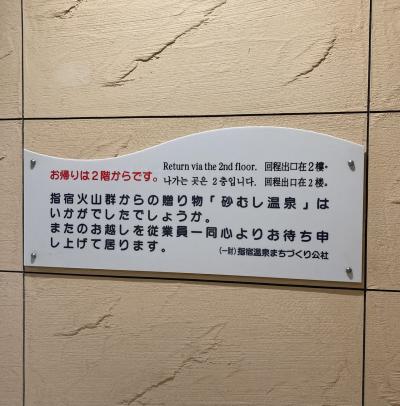 お帰りは２階からです。
Return via the 2nd floor. 回程出口在２樓。
나가는 곳은 2층입니다. 回程出口在２楼。
指宿火山群からの贈り物「砂むし温泉」は
いかがでしたでしょうか。
またのお越しを従業員一同心よりお待ち申
し上げて居ります。
(一財)指宿温泉まちづくり公社